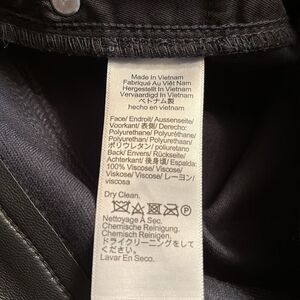 Made in Vietnam
Fabriqué Au Viêt Nam
Hergestellt In Vietnam
Vervaardigd In Vietnam
ベトナム製
hecho en vietnam
Face/ Endroit/ Aussenseite/
Voorkant/ 表側/ Derecho:
Polyurethane/ Polyuréthane/
Polyurethan/ Polyurethaan/
ポリウレタン/ poliuretano
Back/ Envers/ Rückseite/
Achterkant/ 後身頃/ Espalda:
100% Viscose/ Viscose/
Viskose/ Viscose/ レーヨン/
viscosa
Dry Clean.
P
Nettoyage À Sec.
Chemische Reinigung.
Chemisch Reinigen.
ドライクリーニングをして
ください.
Lavar En Seco.